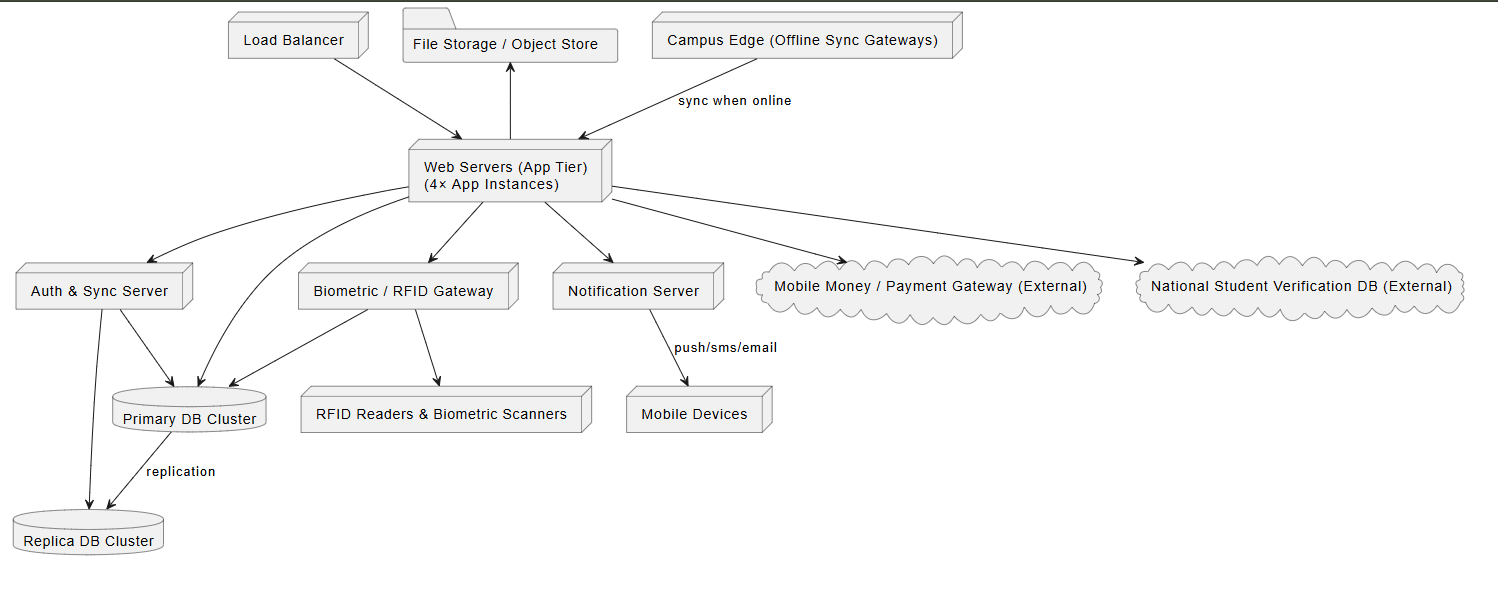 Load Balancer
File Storage / Object Store
Campus Edge (Offline Sync Gateways)
sync when online
Web Servers (App Tier)
(4× App Instances)
Auth & Sync Server
Biometric / RFID Gateway
Notification Server
Mobile Money / Payment Gateway (External)
National Student Verification DB (External)
push/sms/email
Primary DB Cluster
RFID Readers & Biometric Scanners
Mobile Devices
replication
Replica DB Cluster